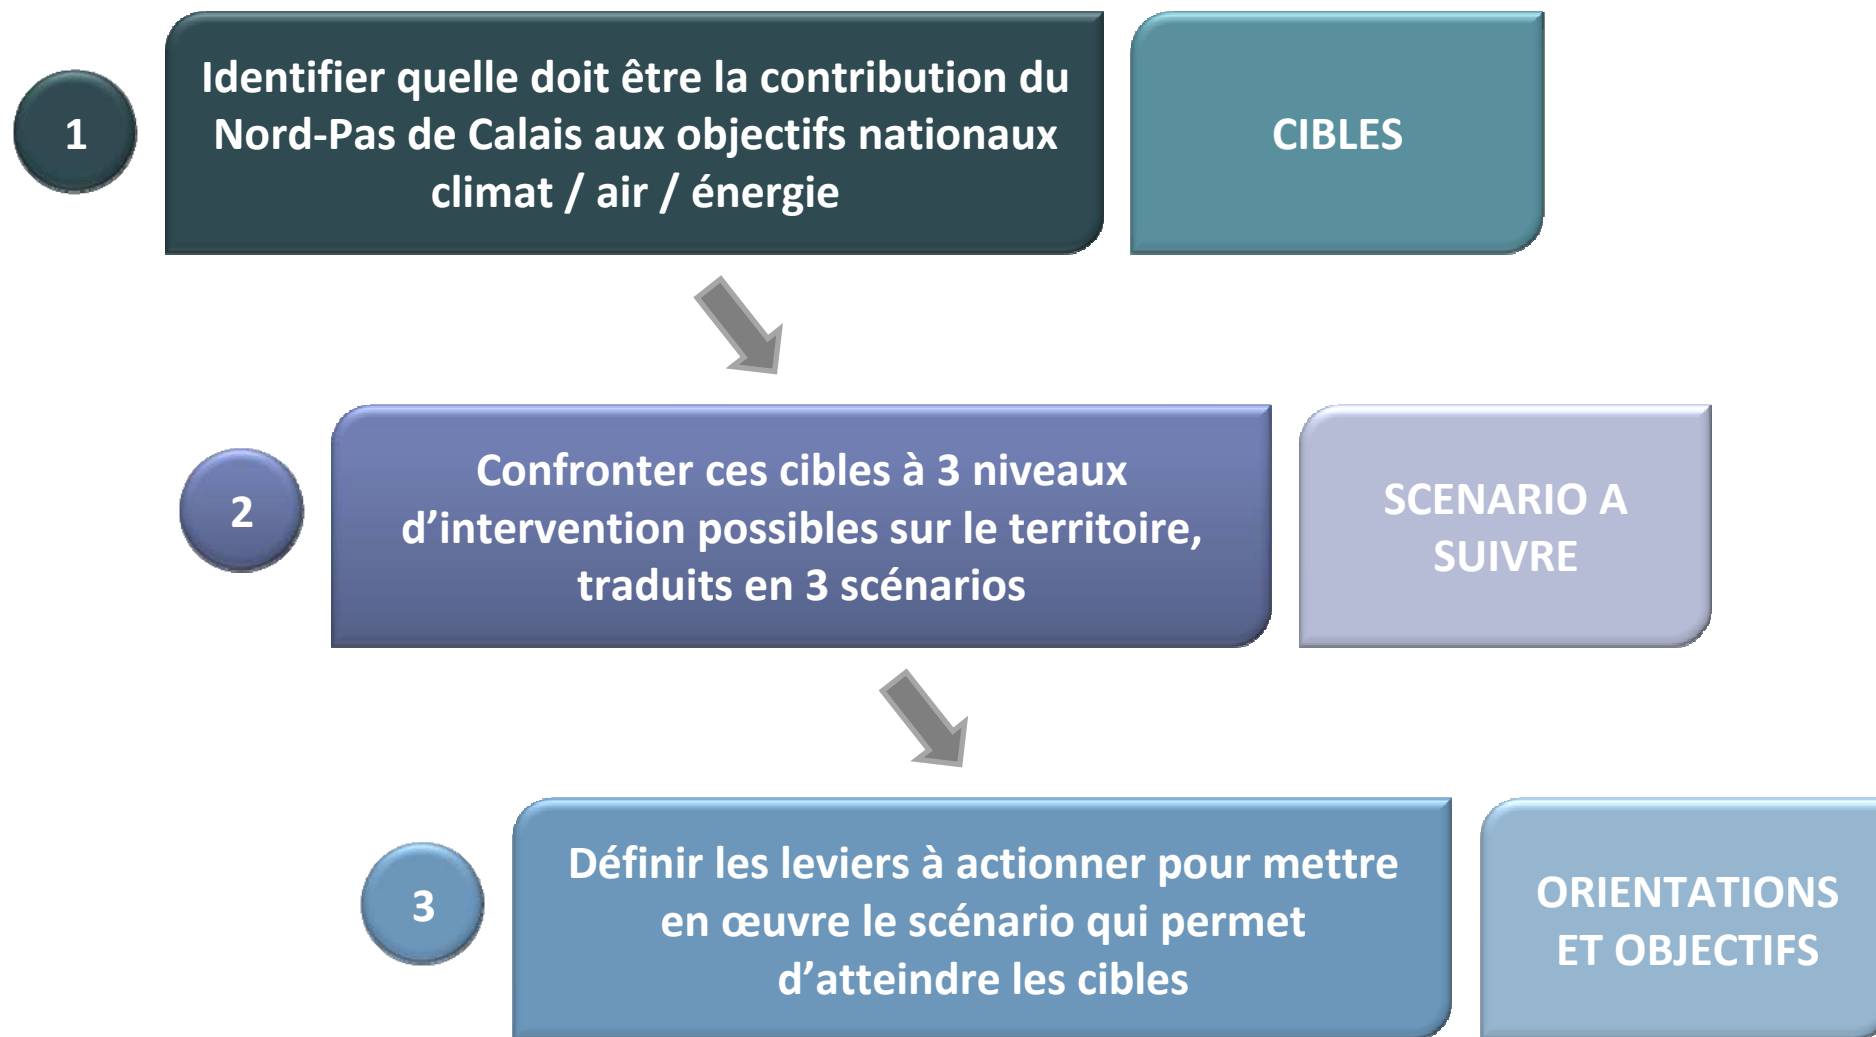 1
Identifier quelle doit être la contribution du
Nord-Pas de Calais aux objectifs nationaux
climat / air / énergie
CIBLES
2
Confronter ces cibles à 3 niveaux
d’intervention possibles sur le territoire,
traduits en 3 scénarios
SCENARIO A
SUIVRE
3
Définir les leviers à actionner pour mettre
en œuvre le scénario qui permet
d’atteindre les cibles
ORIENTATIONS
ET OBJECTIFS